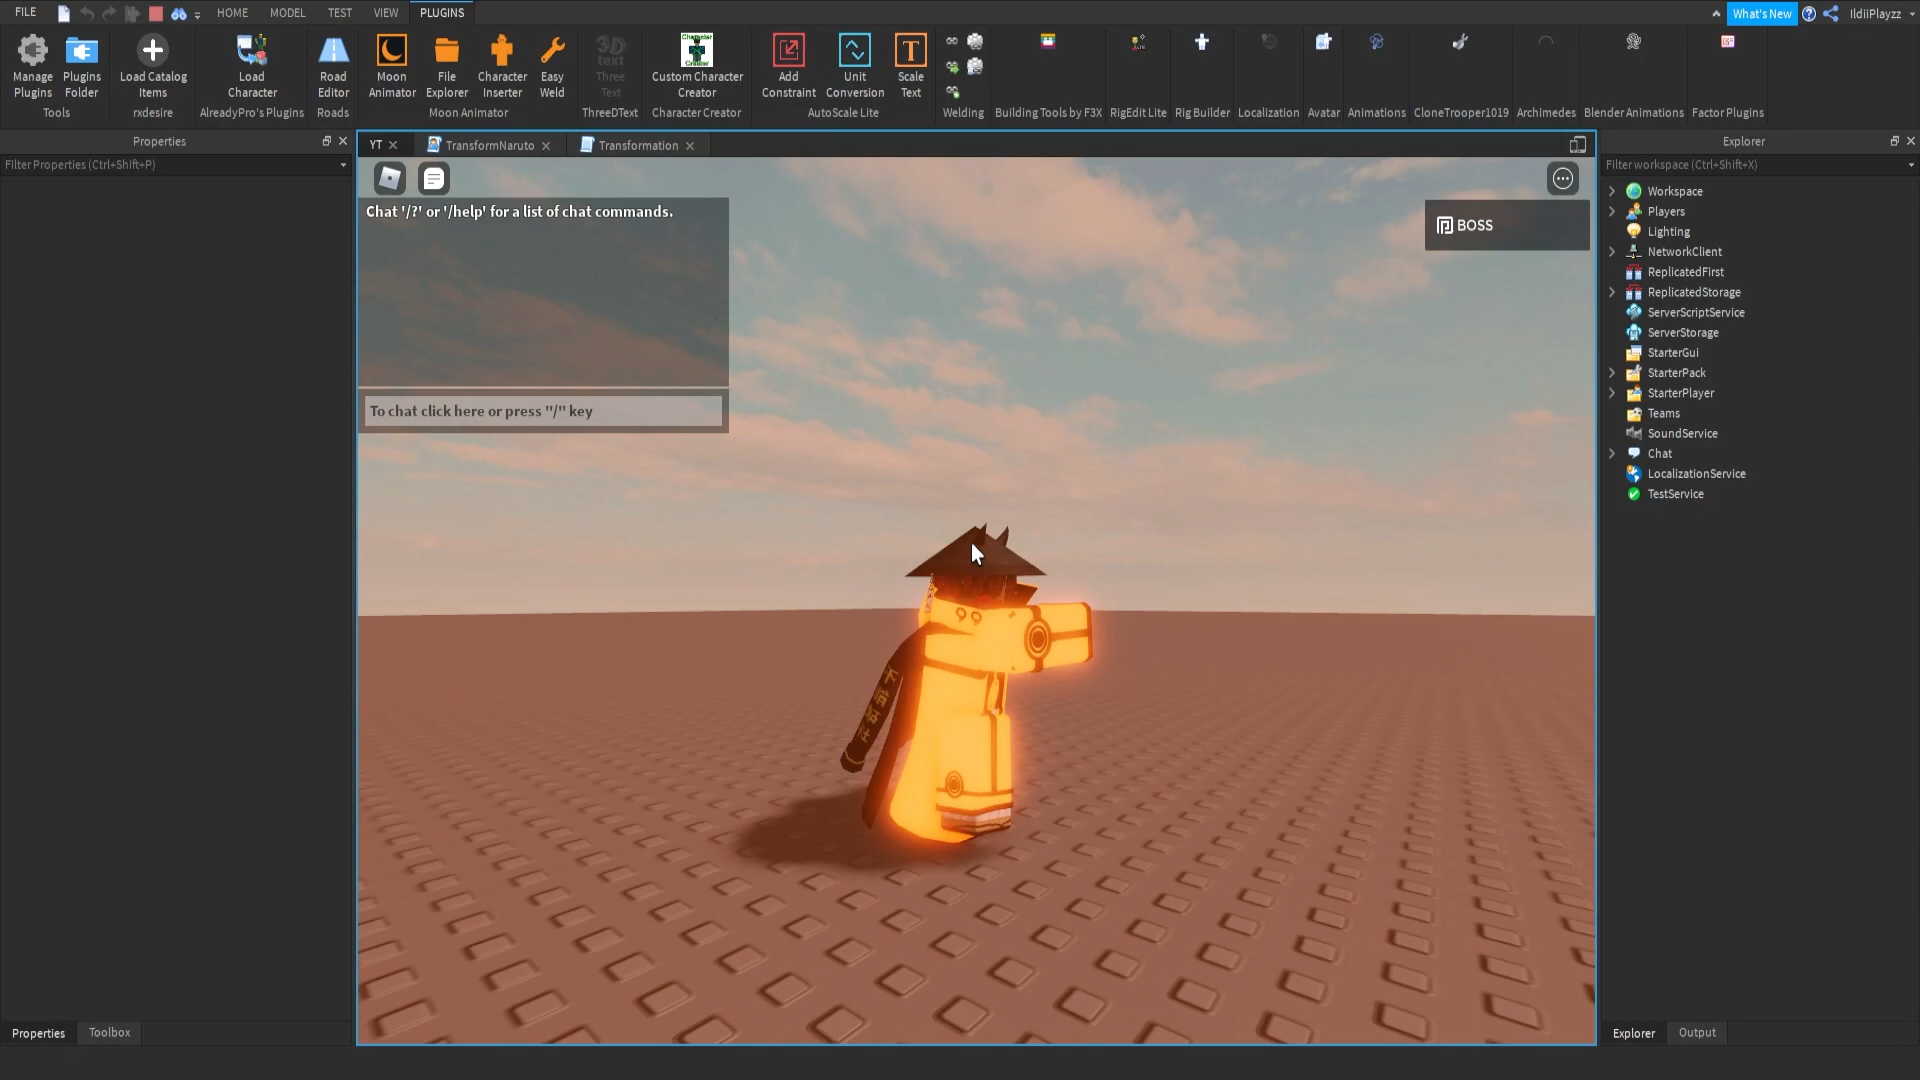 FILE
HOME
MODEL
TEST
VIEW
PLUGINS
What's New
IldiiPlayzz
Manage Plugins
Plugins Folder
Tools
Load Catalog Items
rxdesire
Load Character
AlreadyPro's Plugins
Road Editor
Roads
Moon Animator
File Explorer
Character Inserter
Easy Weld
Moon Animator
3D text
Three Text
ThreeDText
Character Creator
Custom Character Creator
Character Creator
Add Constraint
Unit Conversion
T
Scale Text
AutoScale Lite
Welding
Building Tools by F3X
RigEdit Lite
Rig Builder
Localization
Avatar
Animations
CloneTrooper1019
Archimedes
Blender Animations
Factor Plugins
Properties
Filter Properties (Ctrl+Shift+P)
YT
TransformNaruto
Transformation
Explorer
Filter workspace (Ctrl+Shift+X)
Chat '/?' or '/help' for a list of chat commands.
To chat click here or press "/" key
BOSS
Workspace
Players
Lighting
NetworkClient
ReplicatedFirst
ReplicatedStorage
ServerScriptService
ServerStorage
StarterGui
StarterPack
StarterPlayer
Teams
SoundService
Chat
LocalizationService
TestService
Properties
Toolbox
Explorer
Output